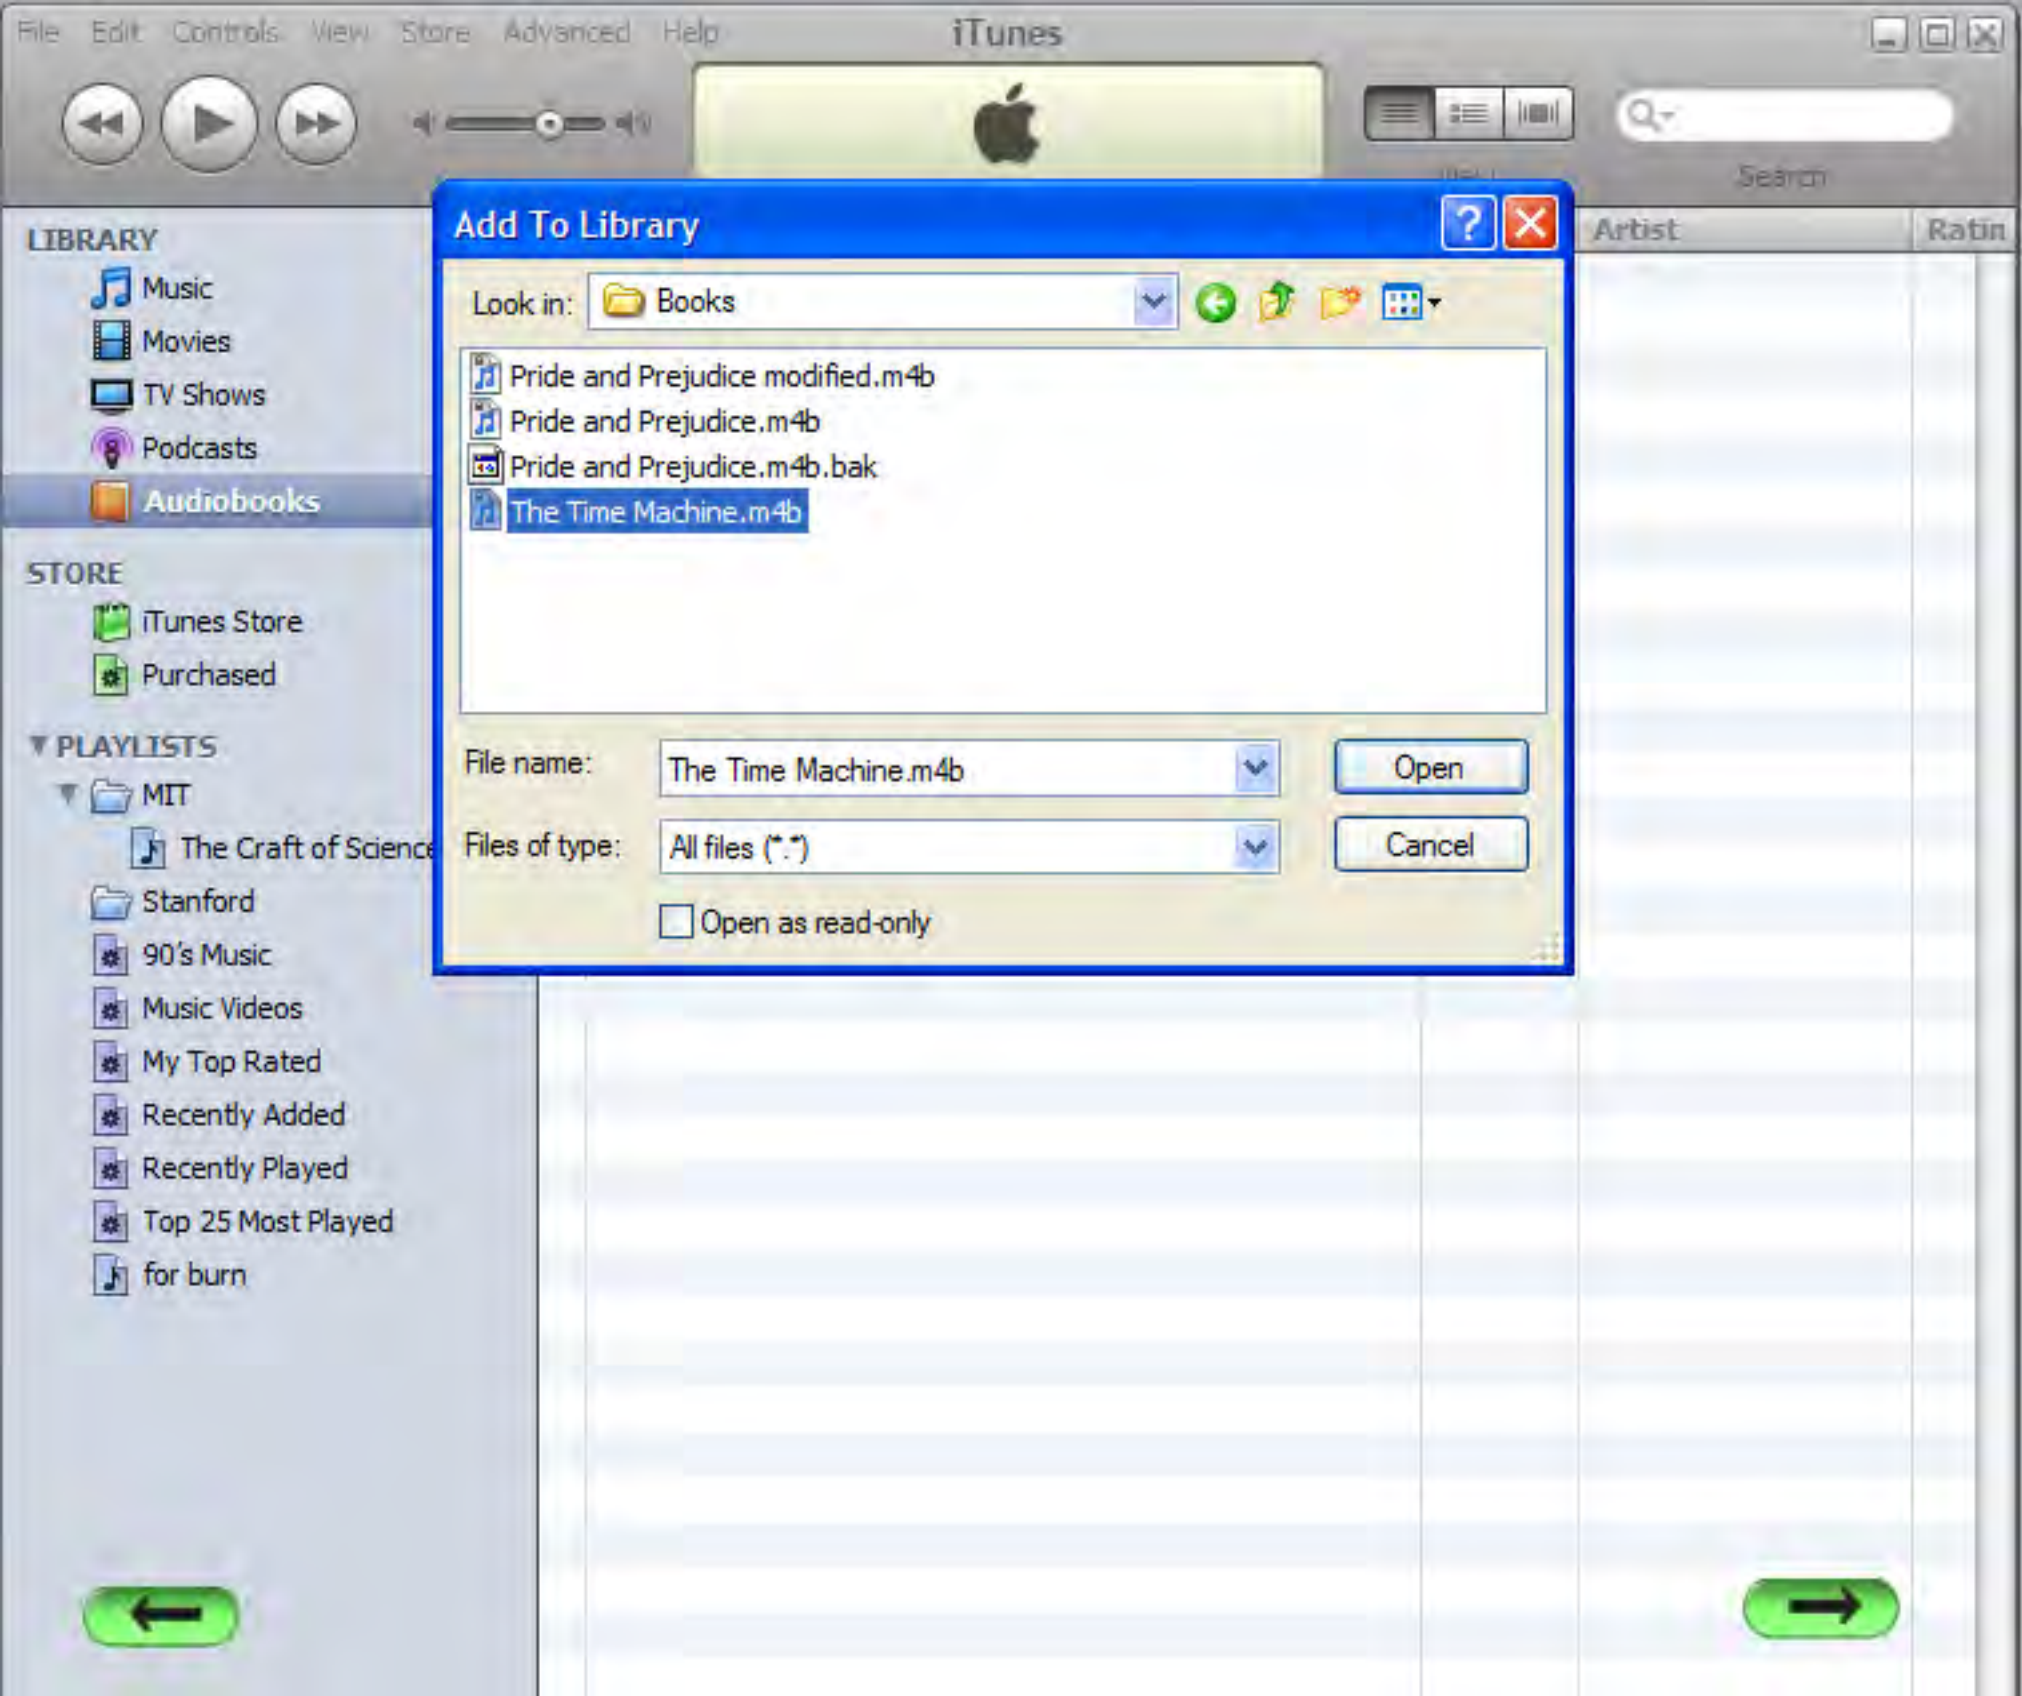 File Edit Controls View Store Advanced Help
iTunes
Search
LIBRARY
Music
Movies
TV Shows
Podcasts
Audiobooks
STORE
iTunes Store
Purchased
PLAYLISTS
MIT
The Craft of Science
Stanford
90's Music
Music Videos
My Top Rated
Recently Added
Recently Played
Top 25 Most Played
for burn
Artist
Ratin
Add To Library
Look in: Books
Pride and Prejudice modified.m4b
Pride and Prejudice.m4b
Pride and Prejudice.m4b.bak
The Time Machine.m4b
File name: The Time Machine.m4b
Open
Files of type: All files (*.*)
Cancel
Open as read-only